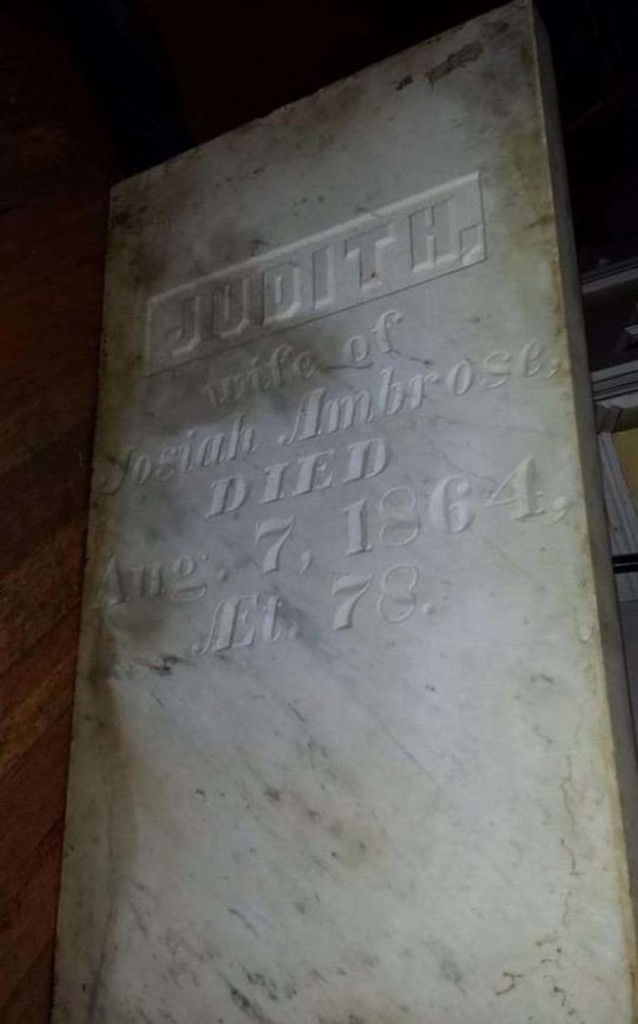 JUDITH,
wife of
Josiah Ambrose,
DIED
Aug. 7, 1864,
Æt. 78.